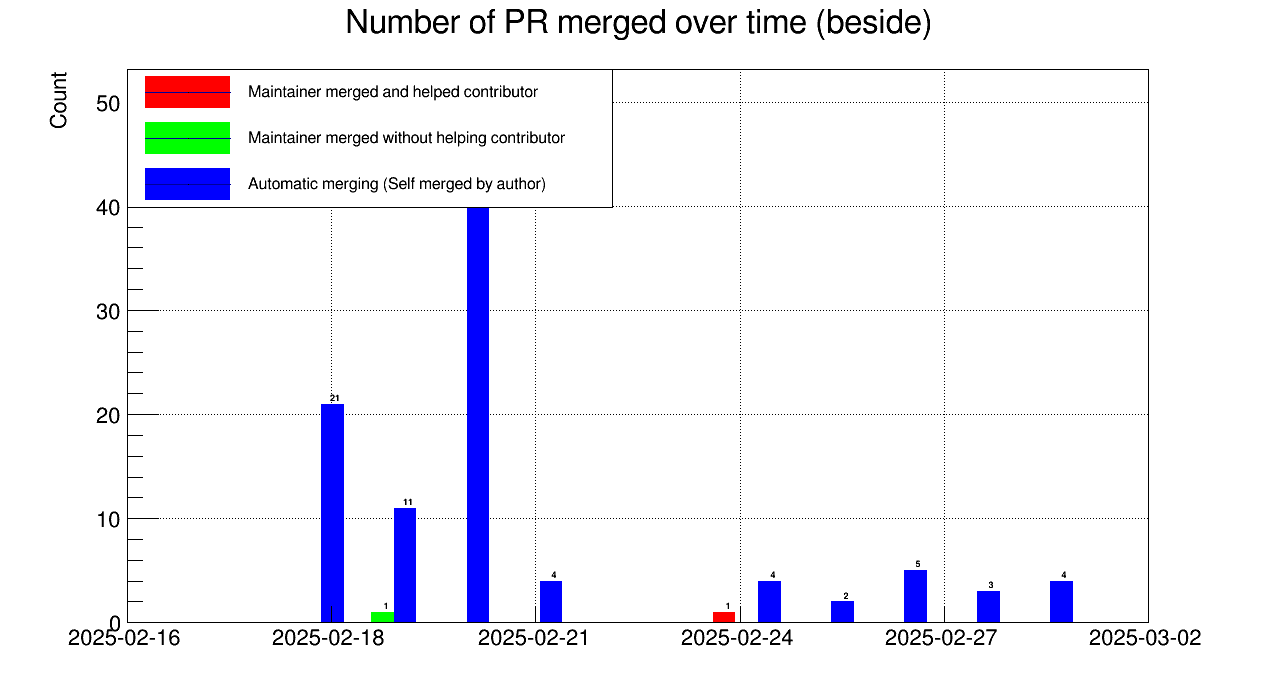 Number of PR merged over time (beside)
Count
Maintainer merged and helped contributor
Maintainer merged without helping contributor
Automatic merging (Self merged by author)
50
40
30
20
10
0
21
1
11
4
1
4
2
5
3
4
2025-02-16 2025-02-18 2025-02-21 2025-02-24 2025-02-27 2025-03-02